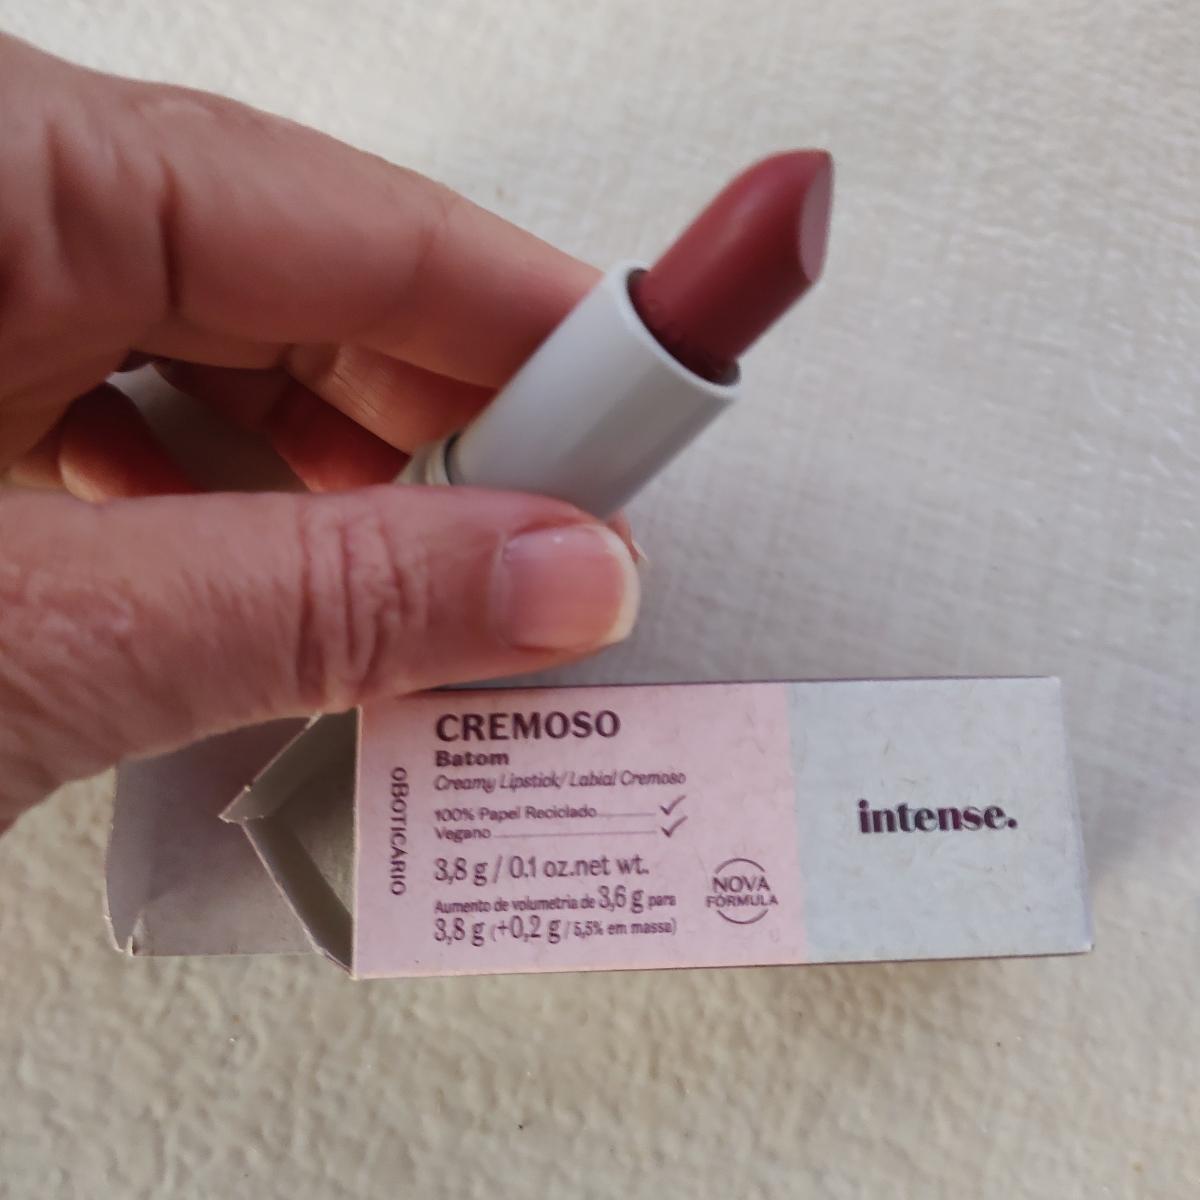 CREMOSO
Batom
Creamy Lipstick/ Labial Cremoso
100% Papel Reciclado
Vegano
3,8 g / 0.1 oz.net wt.
Aumento de volumetria de 3,6 g para
3,8 g (+0,2 g / 5,5% em massa)
oBOTICÁRIO
NOVA
FÓRMULA
intense.